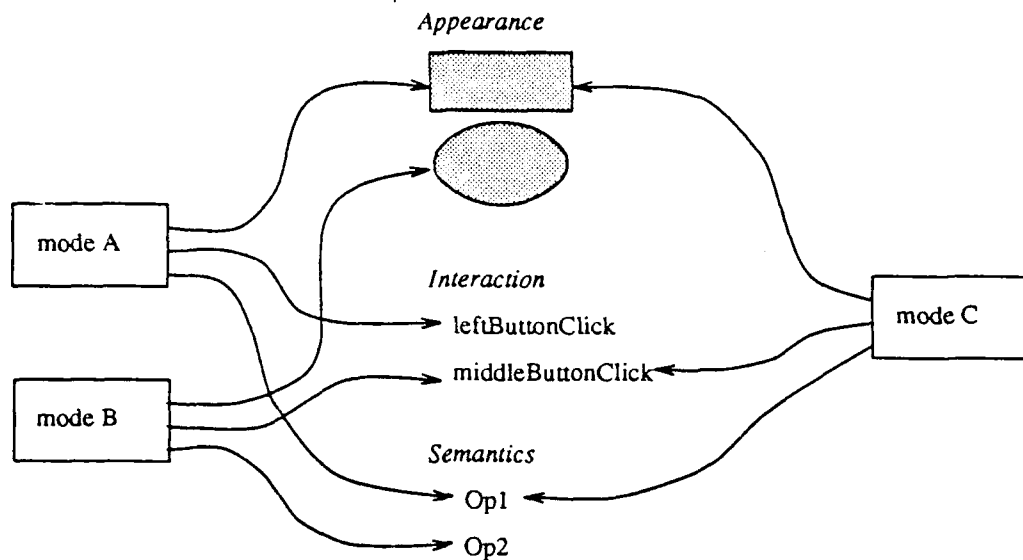 Appearance
mode A
Interaction
leftButtonClick
mode C
middleButtonClick
mode B
Semantics
Op1
Op2